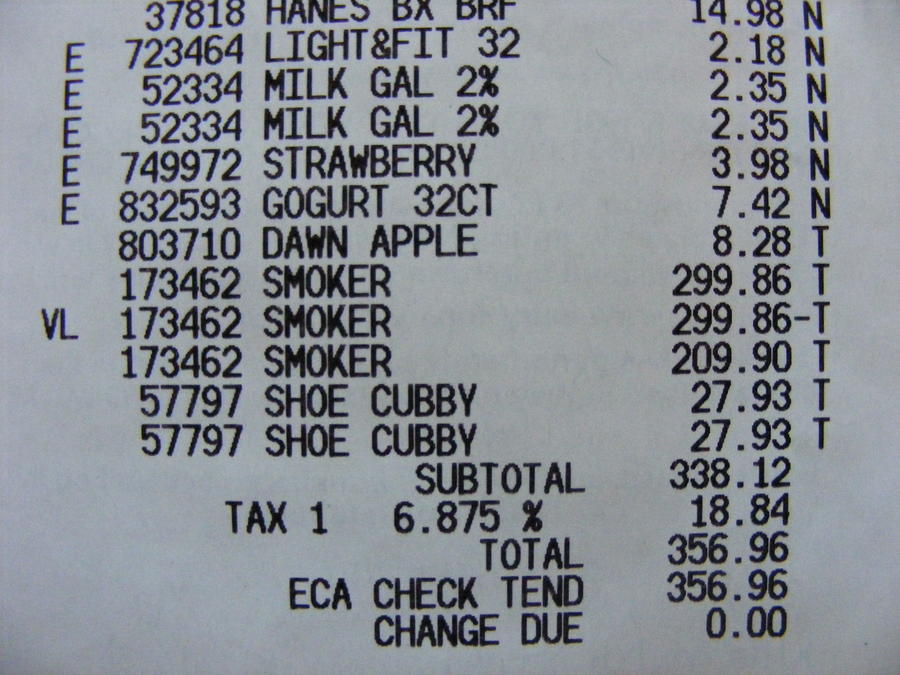 37818 HANES BX BRF 14.98 N
E 723464 LIGHT&FIT 32 2.18 N
E 52334 MILK GAL 2% 2.35 N
E 52334 MILK GAL 2% 2.35 N
E 749972 STRAWBERRY 3.98 N
E 832593 GOGURT 32CT 7.42 N
803710 DAWN APPLE 8.28 T
173462 SMOKER 299.86 T
VL 173462 SMOKER 299.86-T
173462 SMOKER 209.90 T
57797 SHOE CUBBY 27.93 T
57797 SHOE CUBBY 27.93 T
SUBTOTAL 338.12
TAX 1 6.875 % 18.84
TOTAL 356.96
ECA CHECK TEND 356.96
CHANGE DUE 0.00